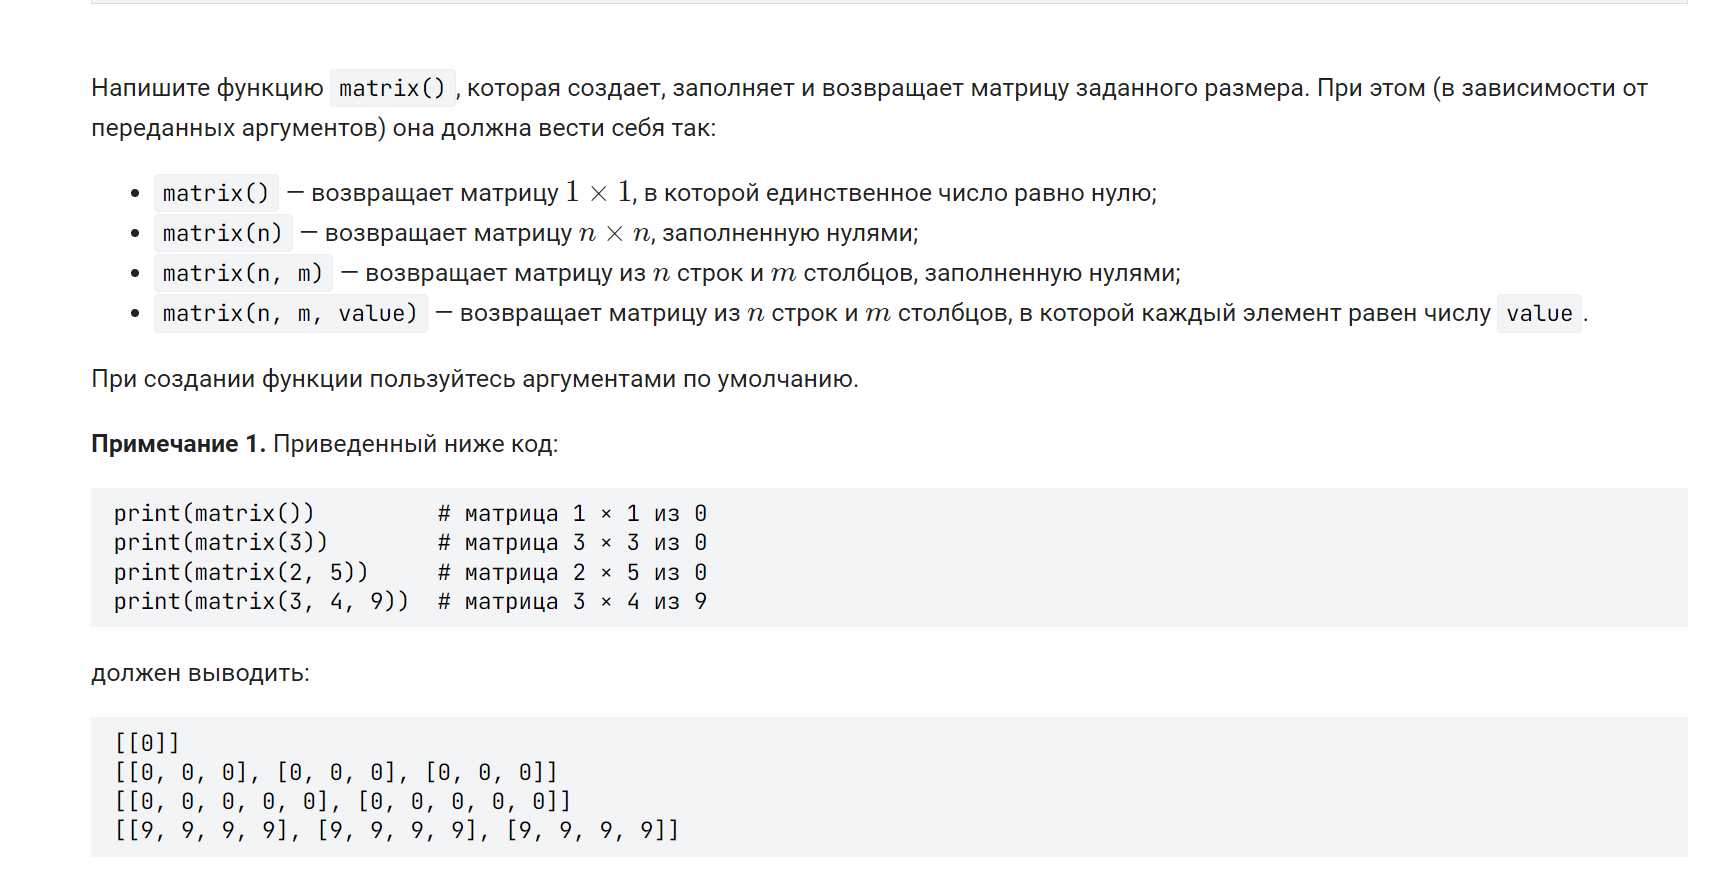 Напишите функцию matrix(), которая создает, заполняет и возвращает матрицу заданного размера. При этом (в зависимости от
переданных аргументов) она должна вести себя так:
• matrix() — возвращает матрицу 1 × 1, в которой единственное число равно нулю;
• matrix(n) — возвращает матрицу n × n, заполненную нулями;
• matrix(n, m) — возвращает матрицу из n строк и m столбцов, заполненную нулями;
• matrix(n, m, value) — возвращает матрицу из n строк и m столбцов, в которой каждый элемент равен числу value.
При создании функции пользуйтесь аргументами по умолчанию.
Примечание 1. Приведенный ниже код:
print(matrix())         # матрица 1 × 1 из 0
print(matrix(3))        # матрица 3 × 3 из 0
print(matrix(2, 5))     # матрица 2 × 5 из 0
print(matrix(3, 4, 9))  # матрица 3 × 4 из 9
должен выводить:
[[0]]
[[0, 0, 0], [0, 0, 0], [0, 0, 0]]
[[0, 0, 0, 0, 0], [0, 0, 0, 0, 0]]
[[9, 9, 9, 9], [9, 9, 9, 9], [9, 9, 9, 9]]